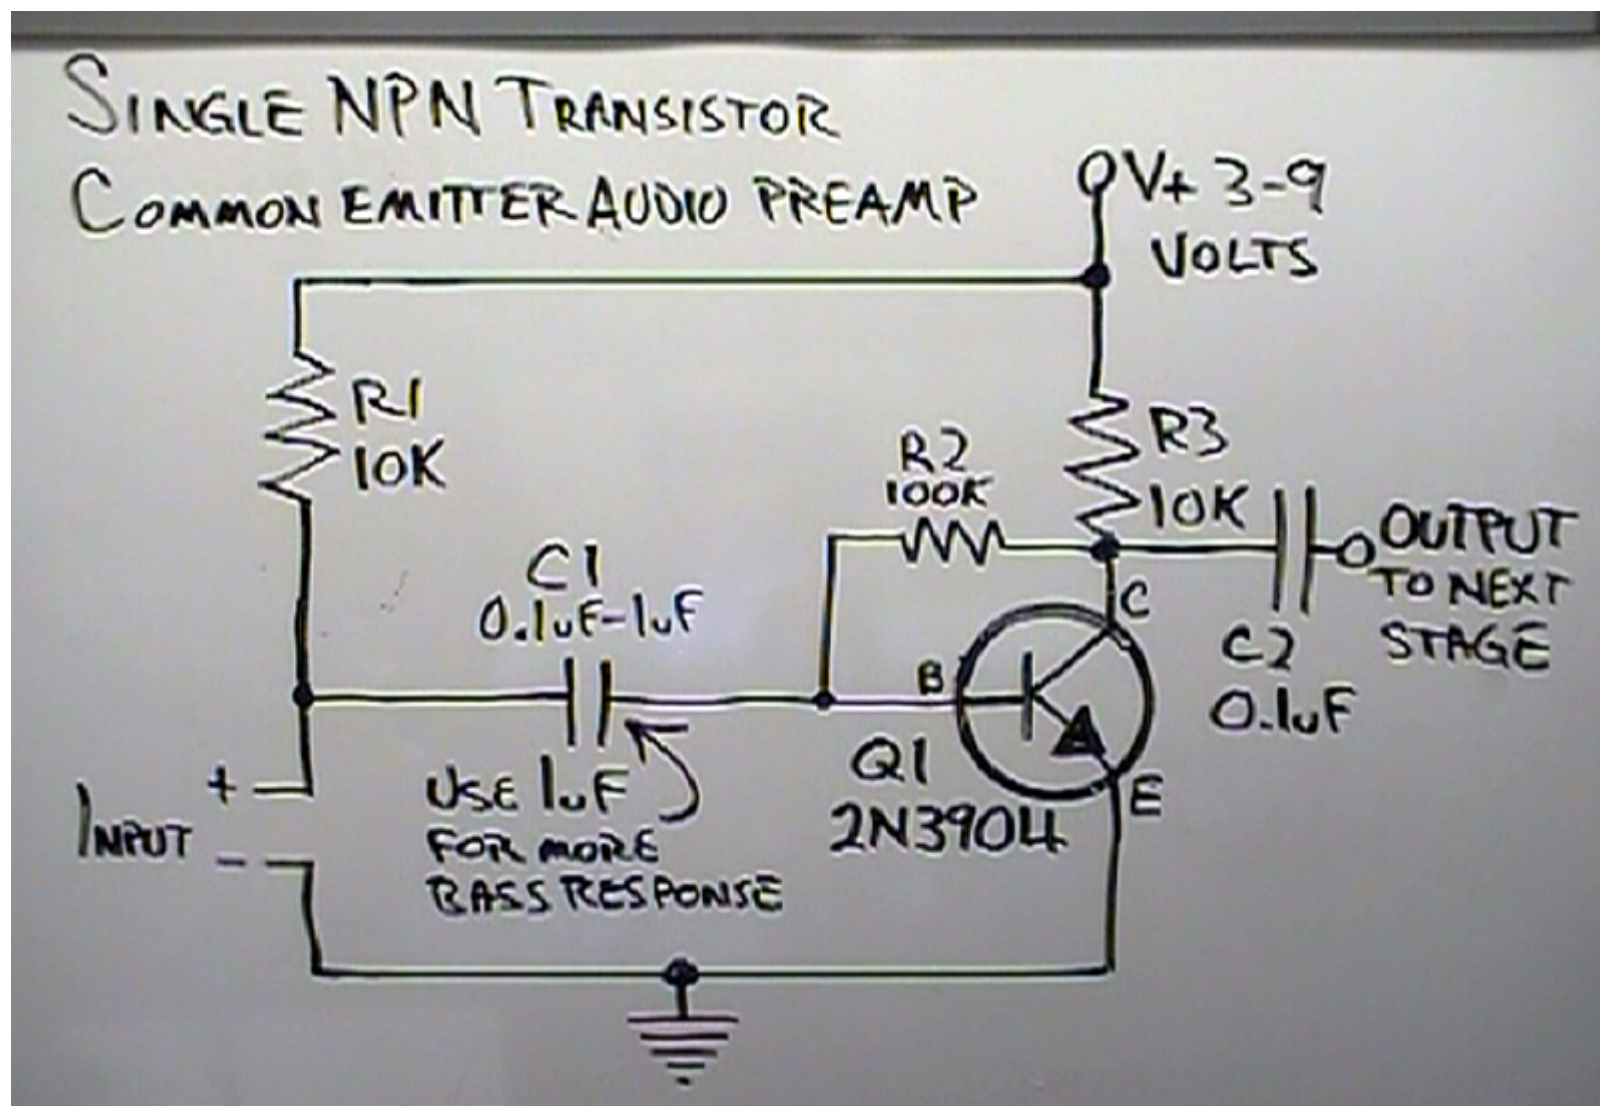 SINGLE NPN TRANSISTOR
COMMON EMITTER AUDIO PREAMP
V+ 3-9
VOLTS
R1
10K
R2
100K
R3
10K
C1
0.1uF-1uF
OUTPUT
TO NEXT
STAGE
C
C2
0.1uF
B
E
Q1
2N3904
+
INPUT
-
USE 1uF
FOR MORE
BASS RESPONSE